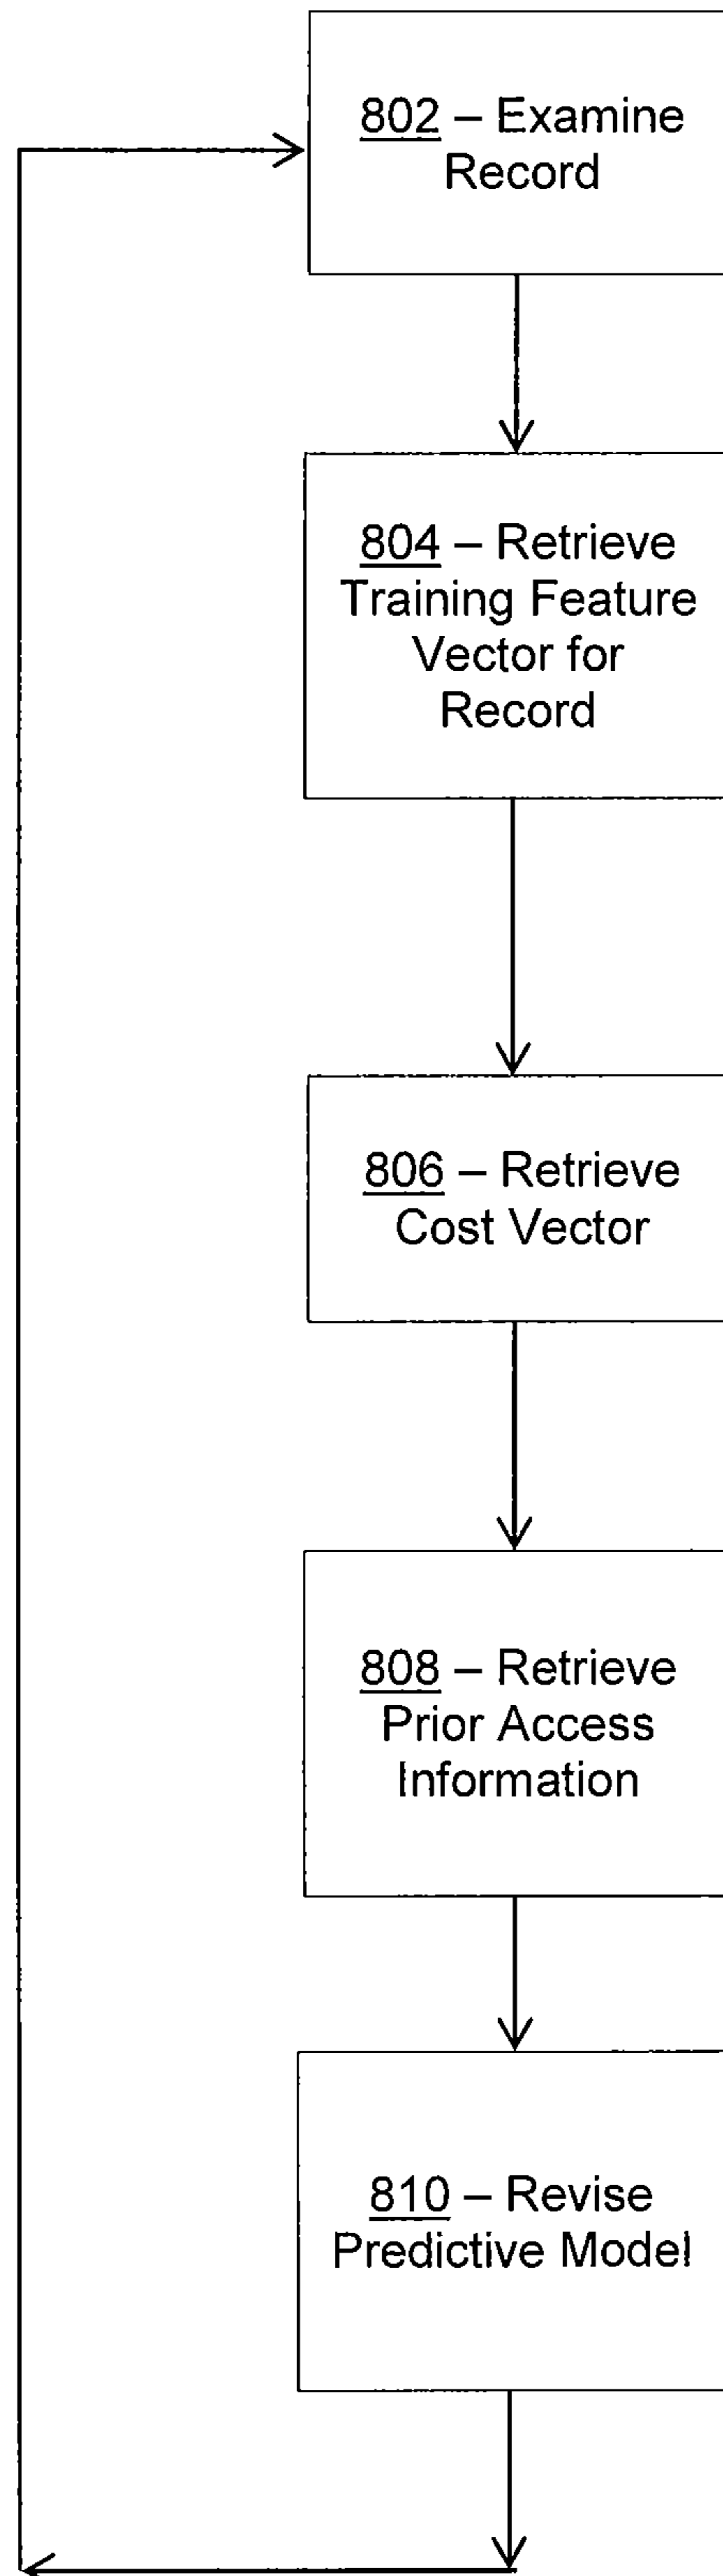 802 – Examine
Record
804 – Retrieve
Training Feature
Vector for
Record
806 – Retrieve
Cost Vector
808 – Retrieve
Prior Access
Information
810 – Revise
Predictive Model